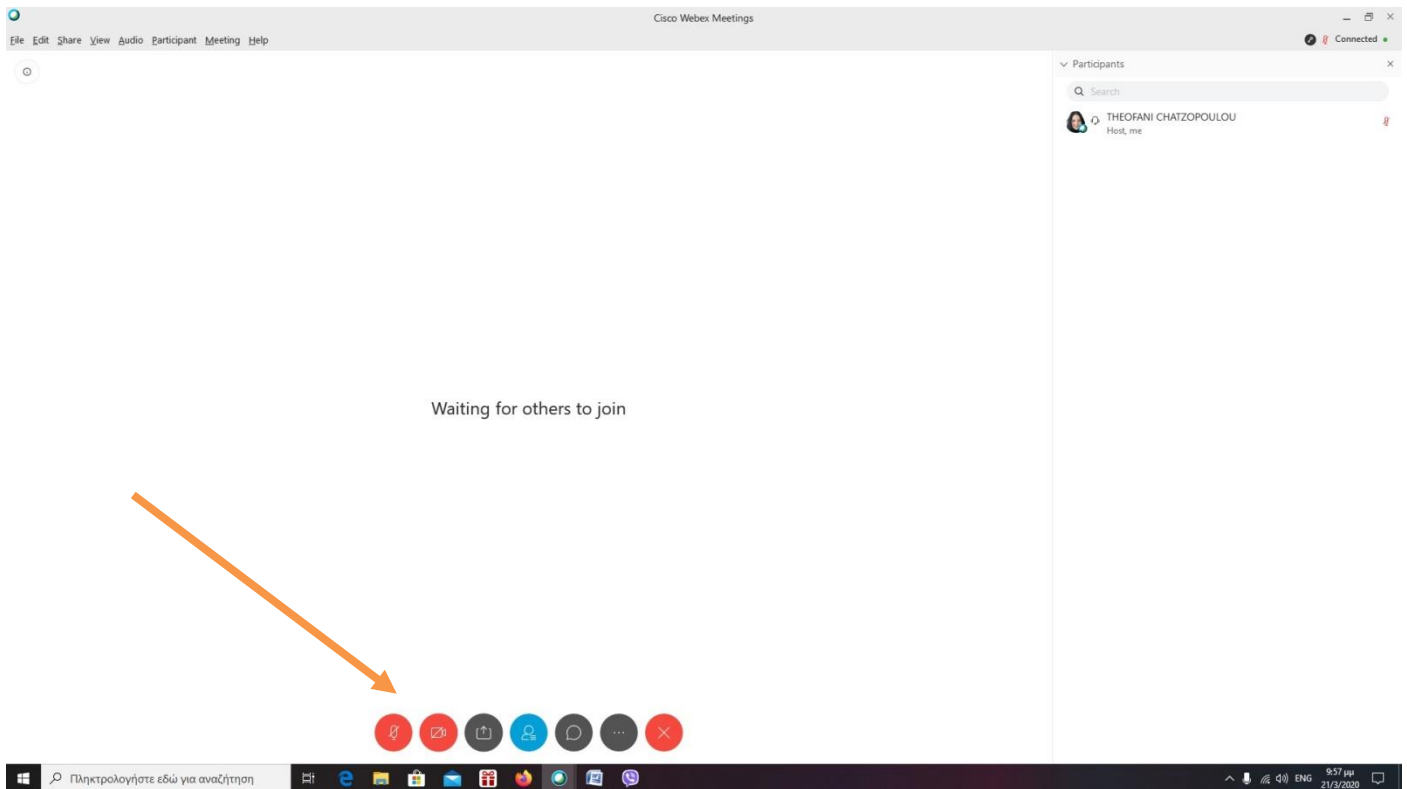 Cisco Webex Meetings
File Edit Share View Audio Participant Meeting Help
Connected
Participants
Search
THEOFANI CHATZOPOULOU
Host, me
Waiting for others to join
Πληκτρολογήστε εδώ για αναζήτηση
ENG
9:57 μμ
21/3/2020